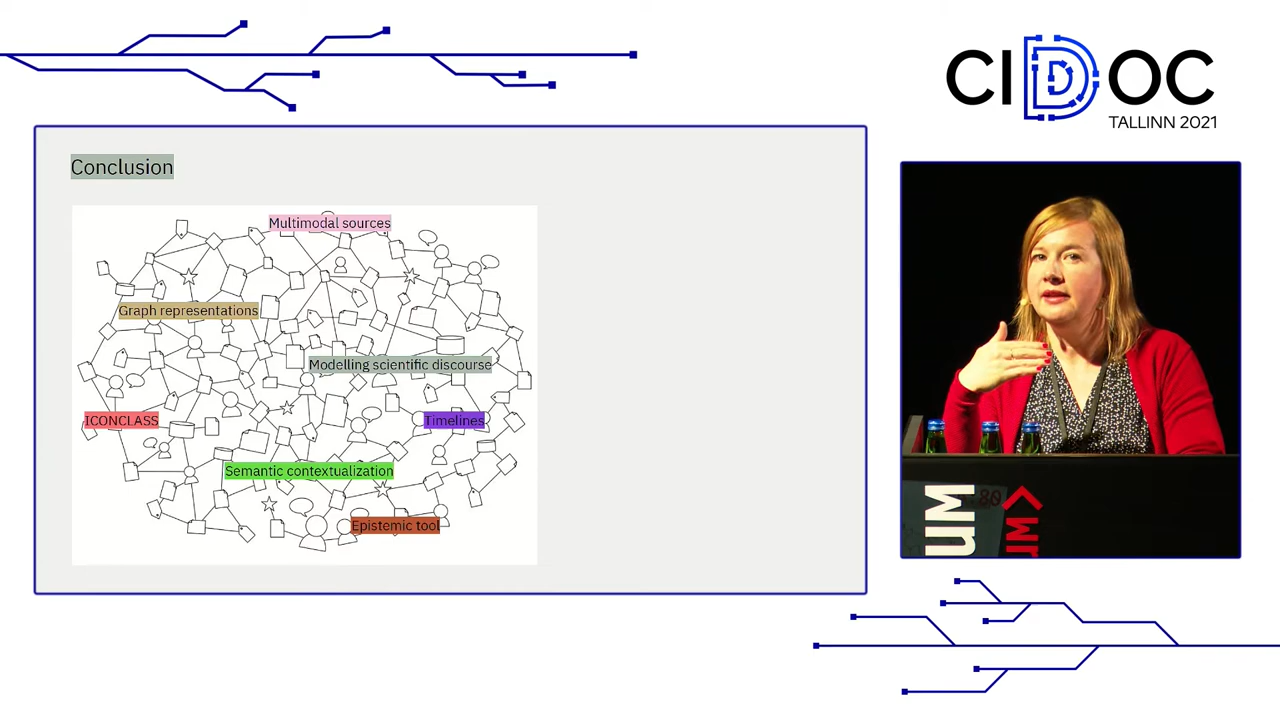 CIDOC
TALLINN 2021
Conclusion
Multimodal sources
Graph representations
Modelling scientific discourse
ICONCLASS
Timelines
Semantic contextualization
Epistemic tool